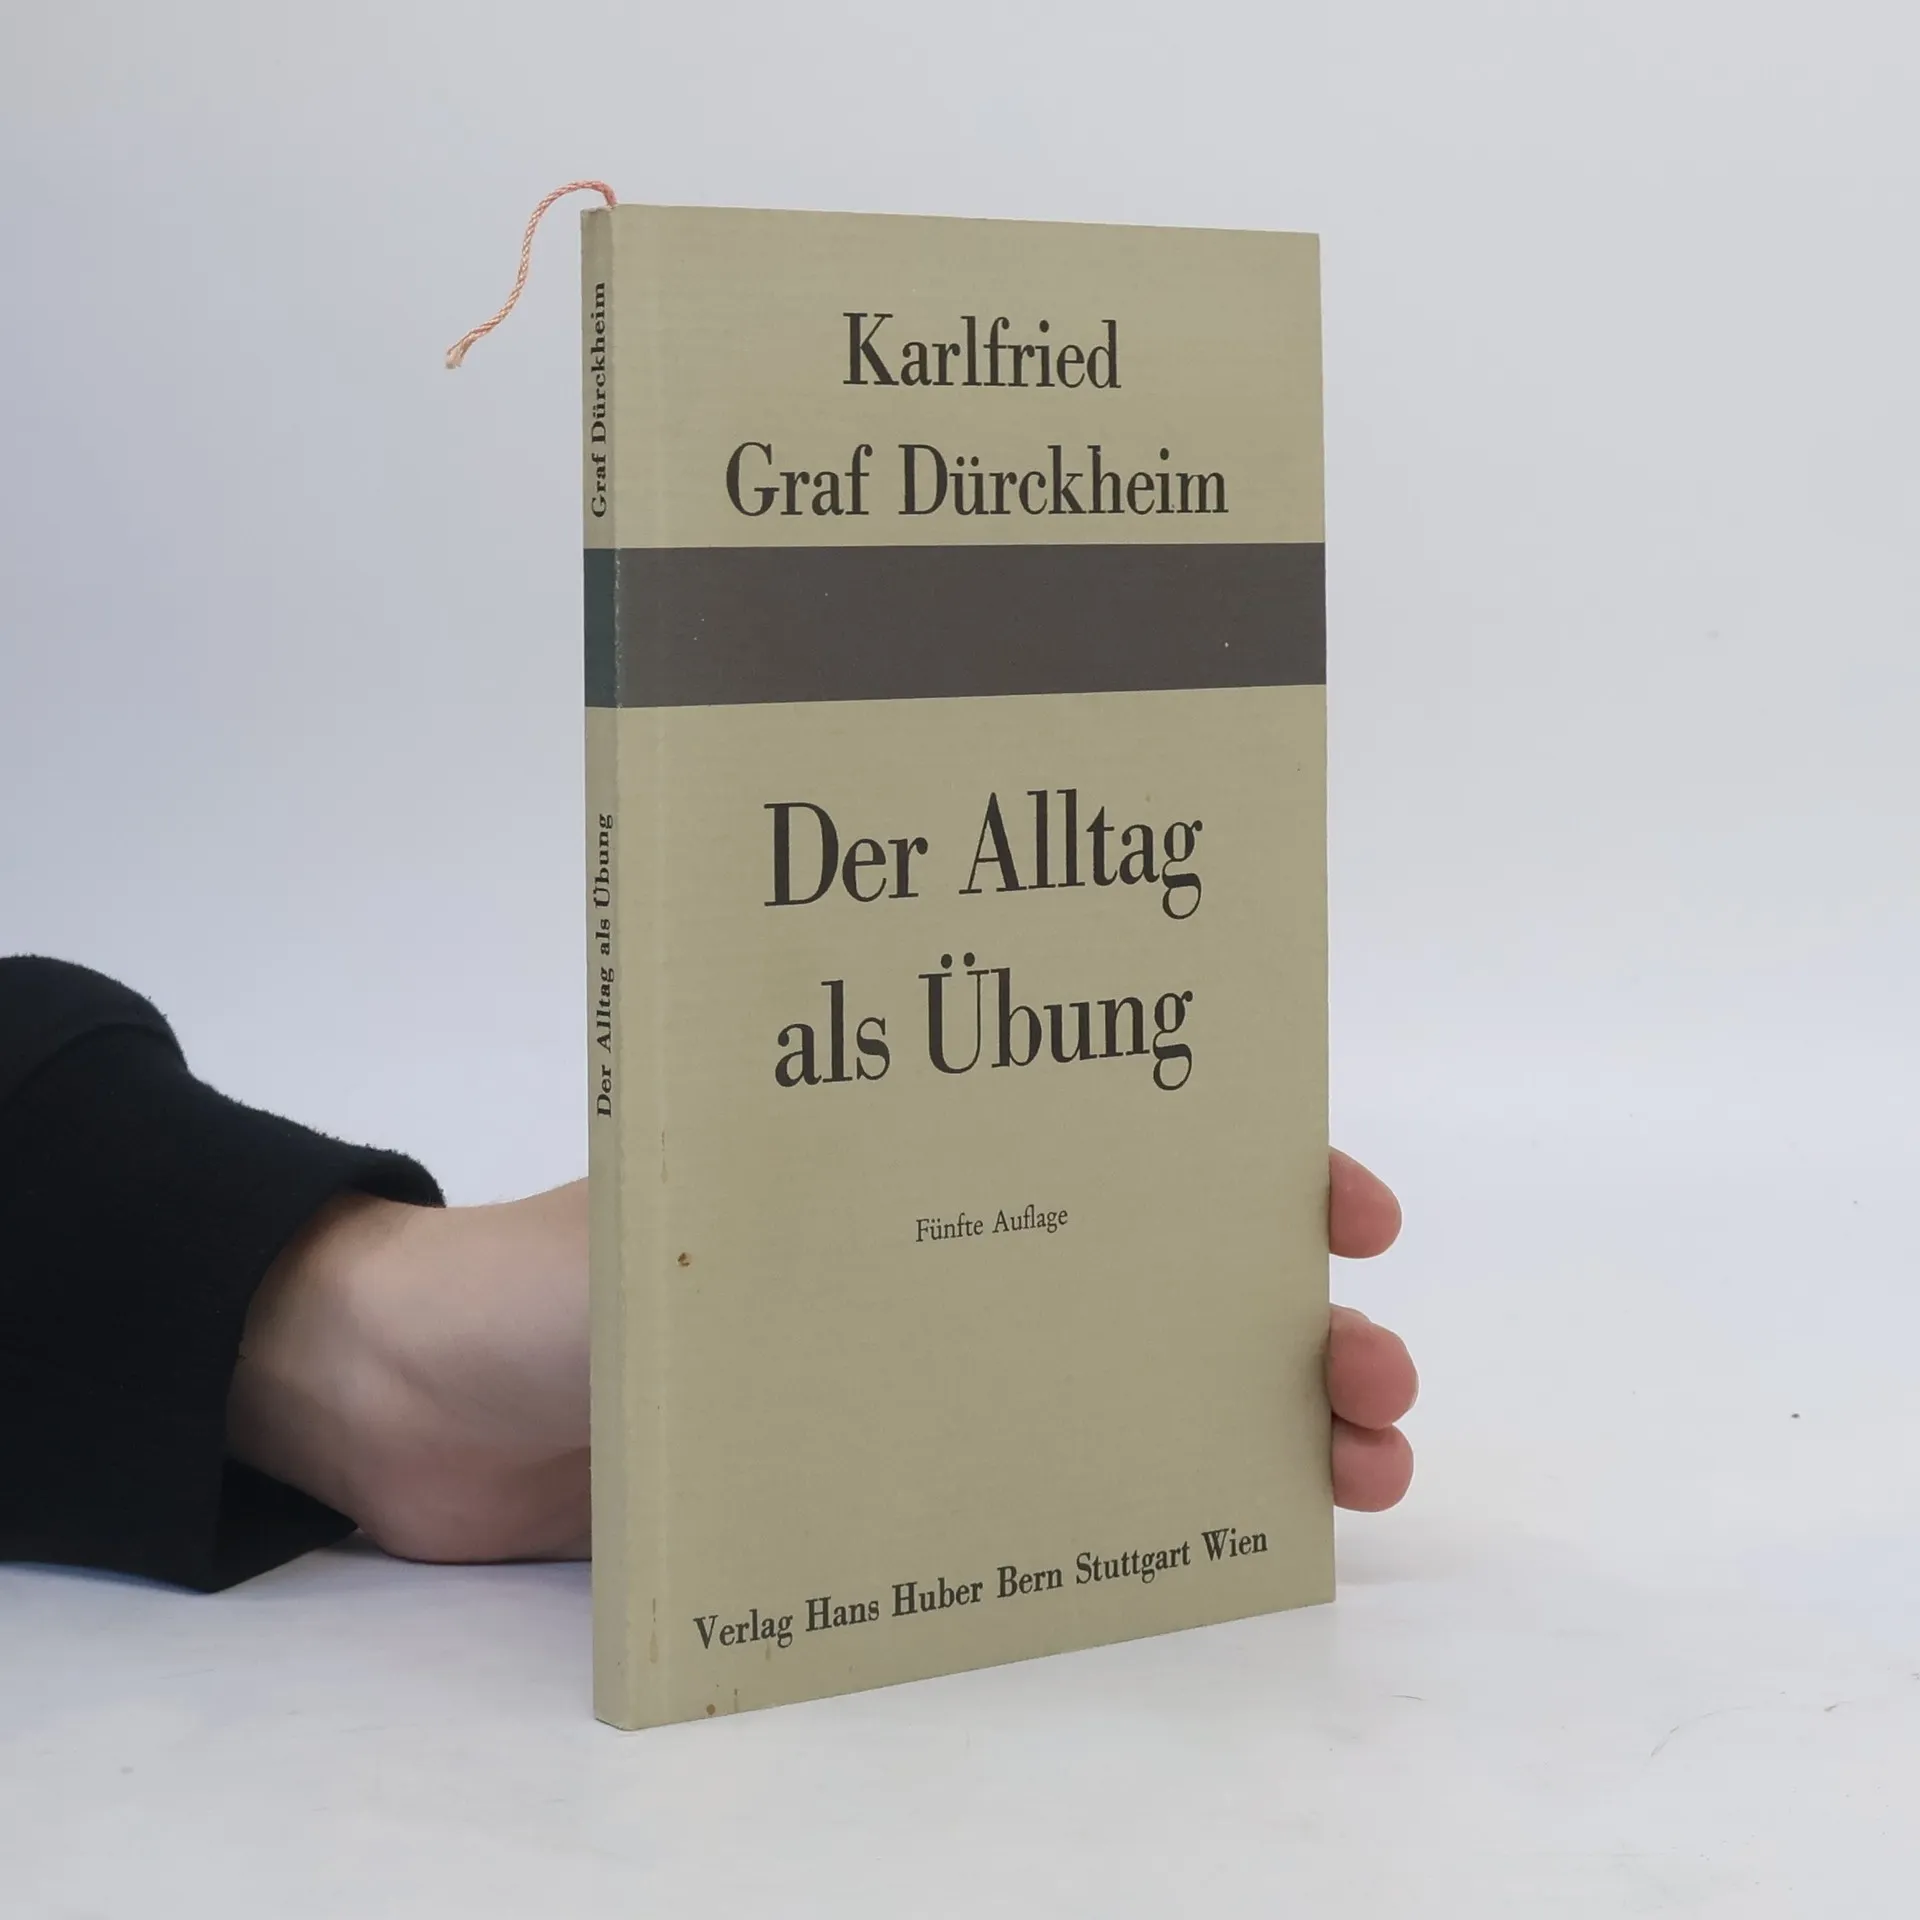 Karlfried
Graf Dürckheim
Der Alltag
als Übung
Fünfte Auflage
Verlag Hans Huber Bern Stuttgart Wien
Graf Dürckheim
Der Alltag als Übung